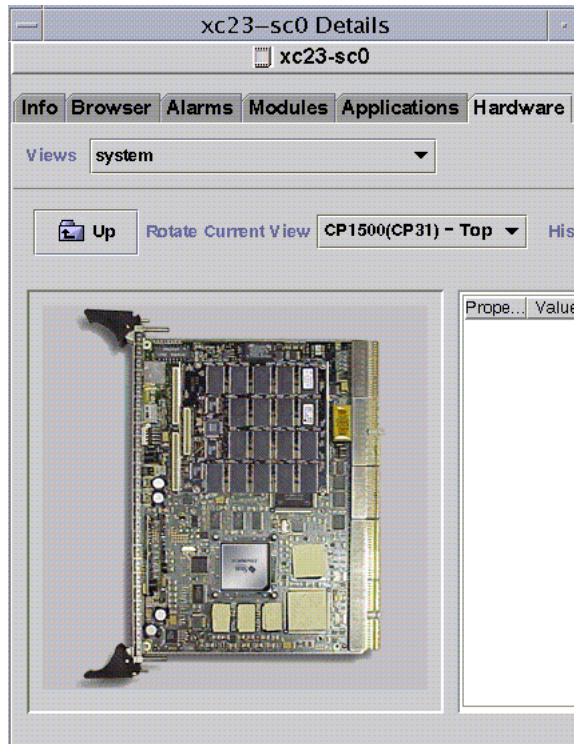 xc23-sc0 Details
xc23-sc0
Info Browser Alarms Modules Applications Hardware
Views system
Up Rotate Current View CP1500(CP31) - Top His
Prope... Value